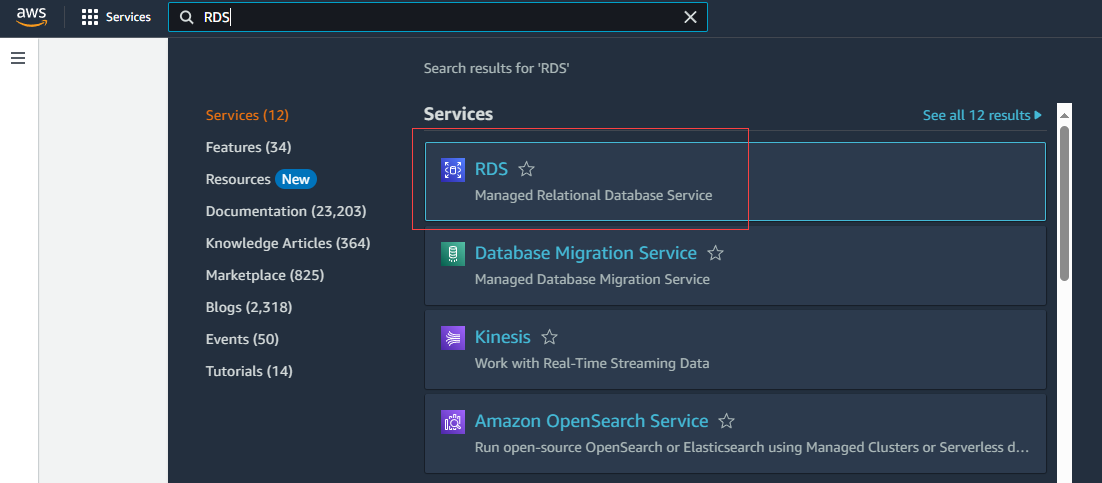 aws
Services
RDS
Search results for 'RDS'
Services (12)
Features (34)
Resources New
Documentation (23,203)
Knowledge Articles (364)
Marketplace (825)
Blogs (2,318)
Events (50)
Tutorials (14)
Services
See all 12 results
RDS
Managed Relational Database Service
Database Migration Service
Managed Database Migration Service
Kinesis
Work with Real-Time Streaming Data
Amazon OpenSearch Service
Run open-source OpenSearch or Elasticsearch using Managed Clusters or Serverless d...